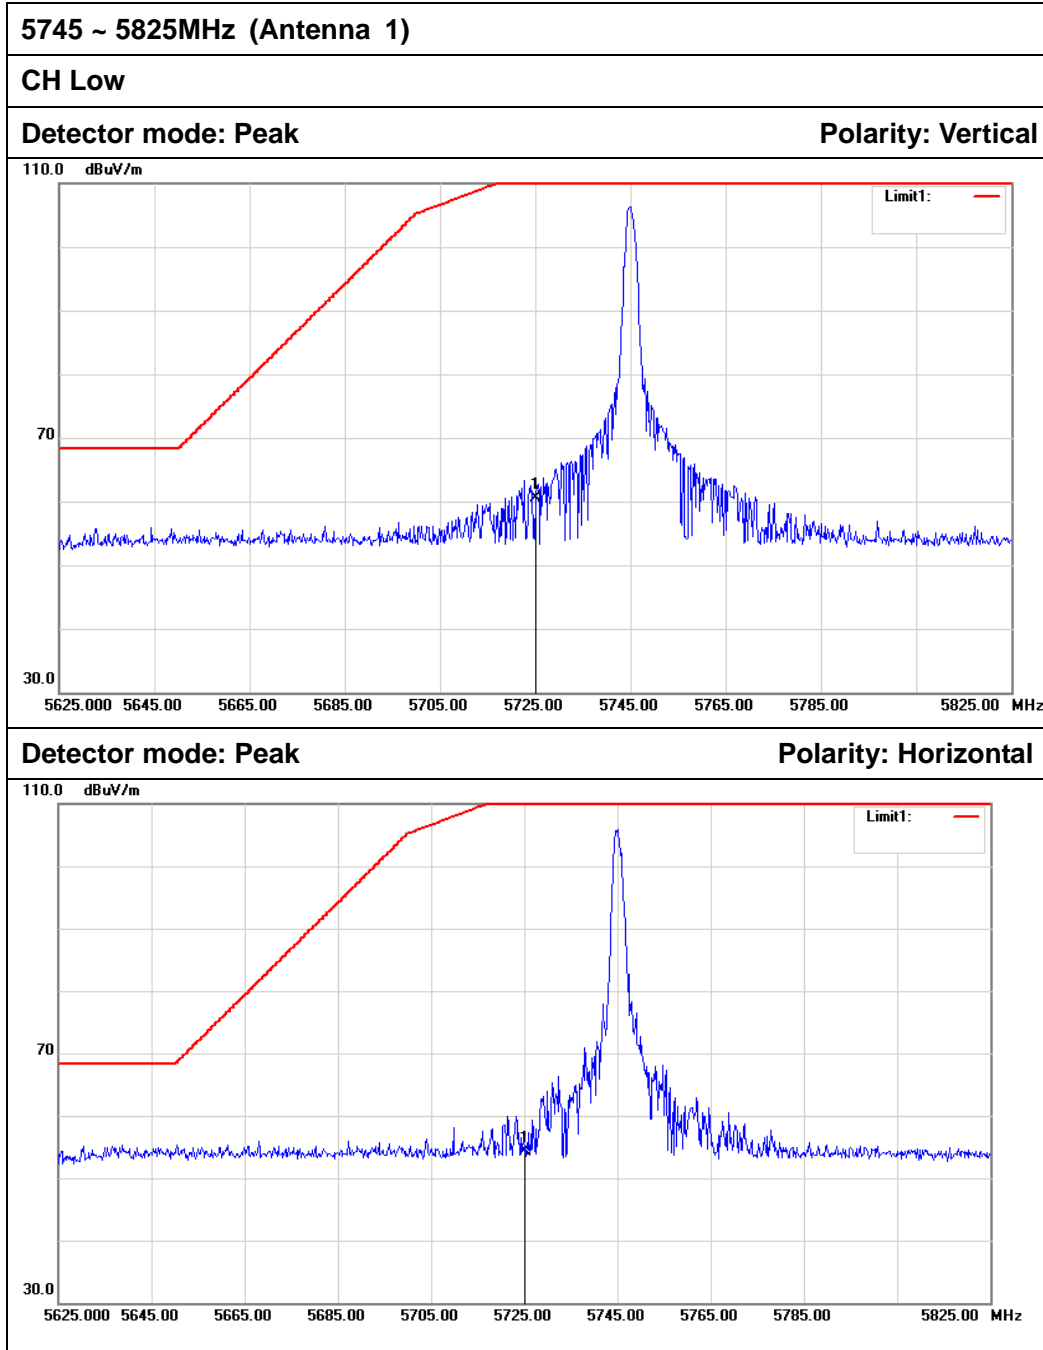 5745 ~ 5825MHz (Antenna 1)
CH Low
Detector mode: Peak Polarity: Vertical
110.0 dBuV/m
Limit1:
1
70
30.0
5625.000 5645.00 5665.00 5685.00 5705.00 5725.00 5745.00 5765.00 5785.00 5825.00 MHz
Detector mode: Peak Polarity: Horizontal
110.0 dBuV/m
Limit1:
70
1
30.0
5625.000 5645.00 5665.00 5685.00 5705.00 5725.00 5745.00 5765.00 5785.00 5825.00 MHz